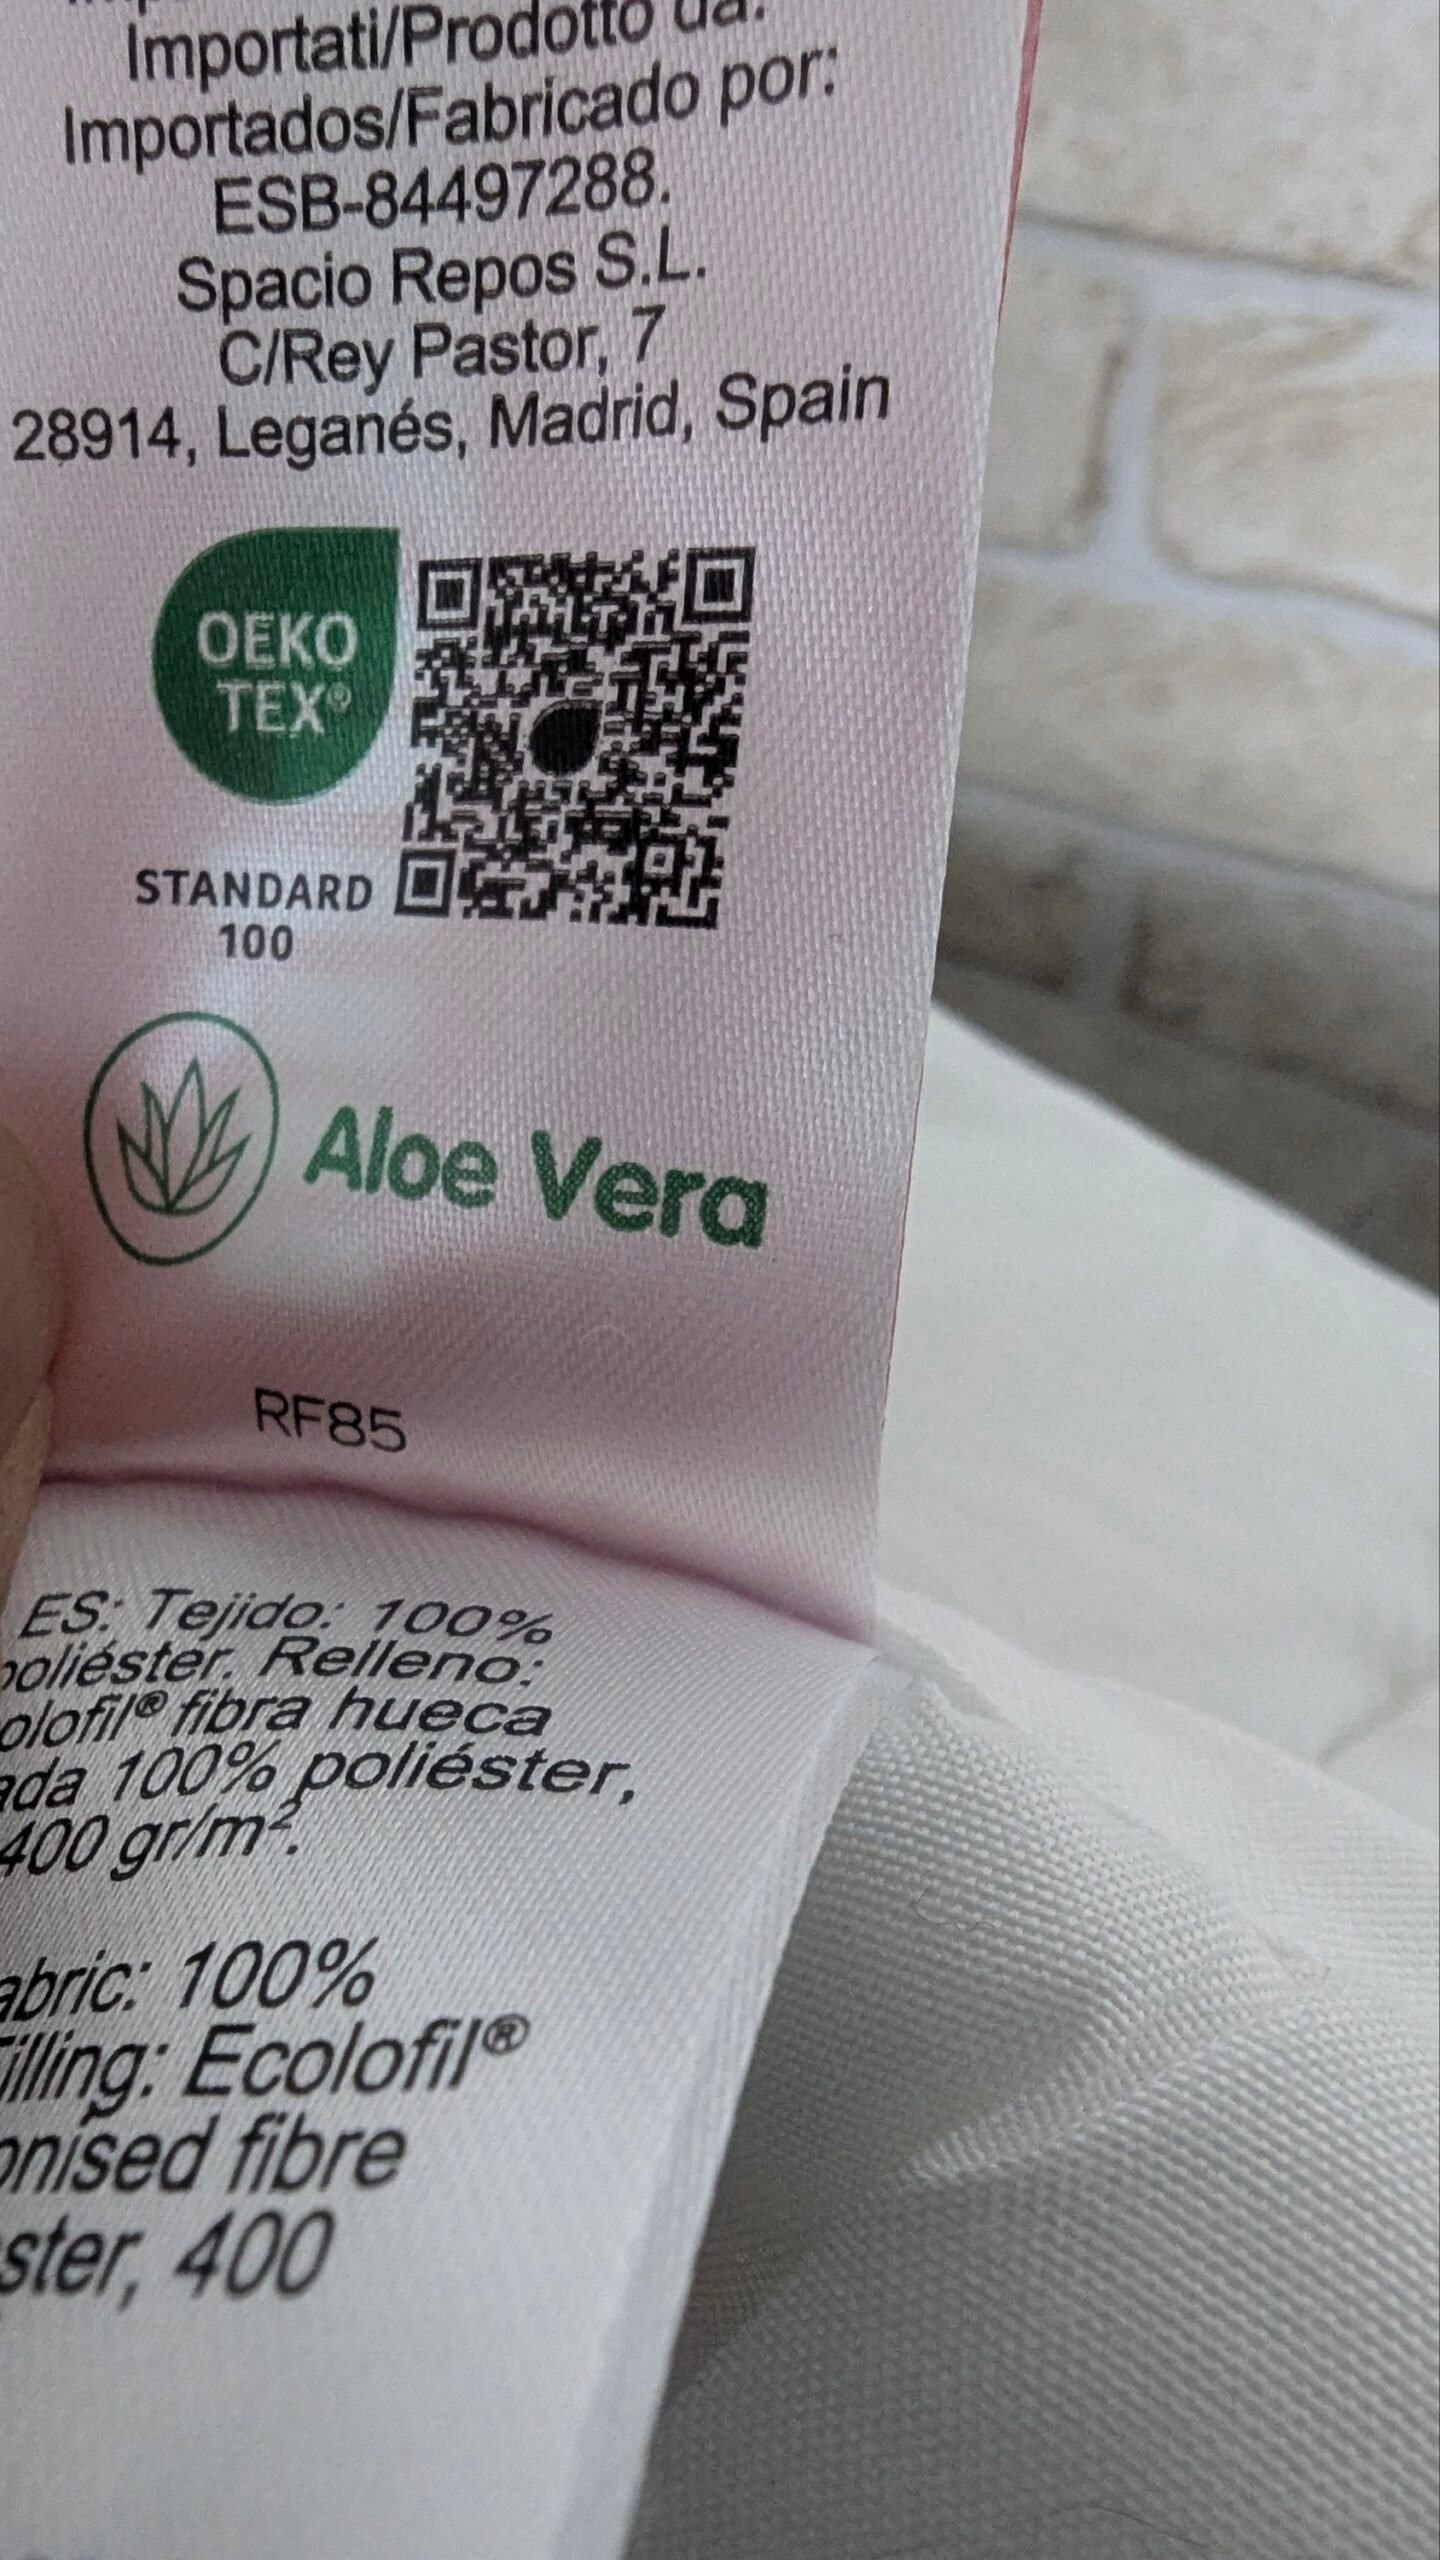 Importati/Prodotto da:
Importados/Fabricado por:
ESB-84497288.
Spacio Repos S.L.
C/Rey Pastor, 7
28914, Leganés, Madrid, Spain
OEKO
TEX®
STANDARD
100
Aloe Vera
RF85
ES: Tejido: 100%
poliéster. Relleno:
fibra hueca
100% poliéster,
400 gr/m².
100%
Ecolofil®
fibre
400